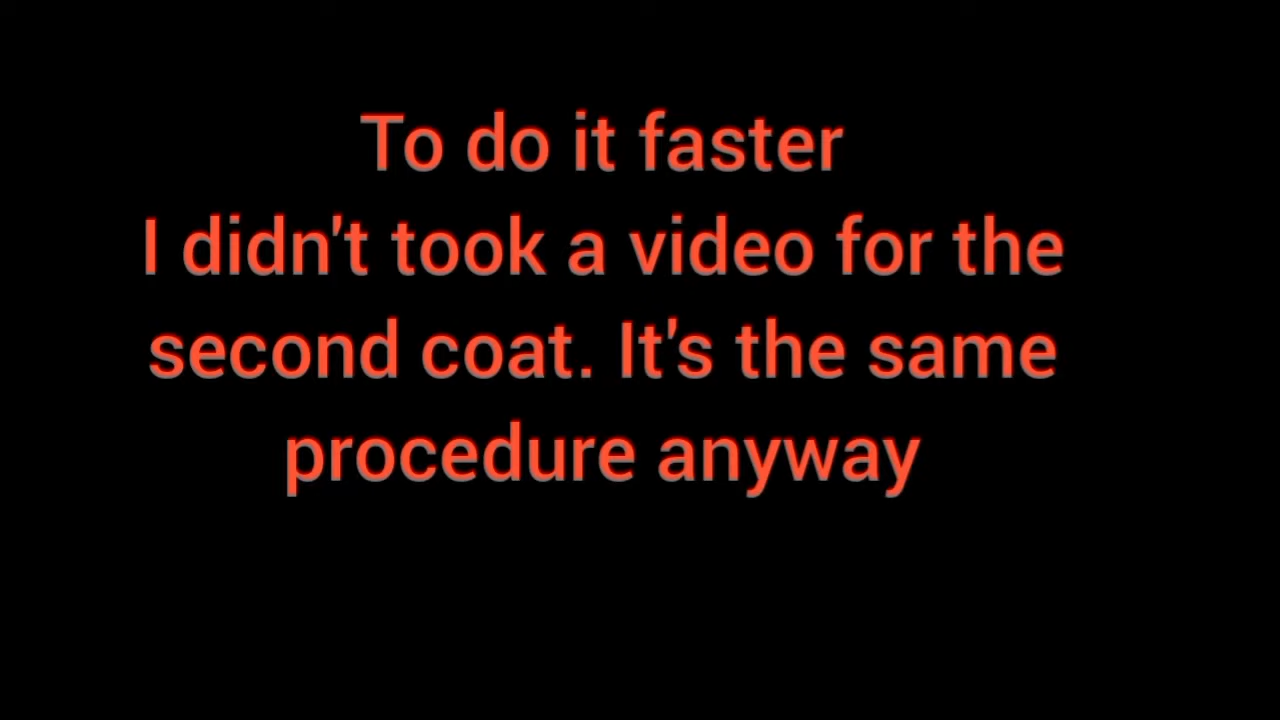 To do it faster
I didn't took a video for the
second coat. It's the same
procedure anyway